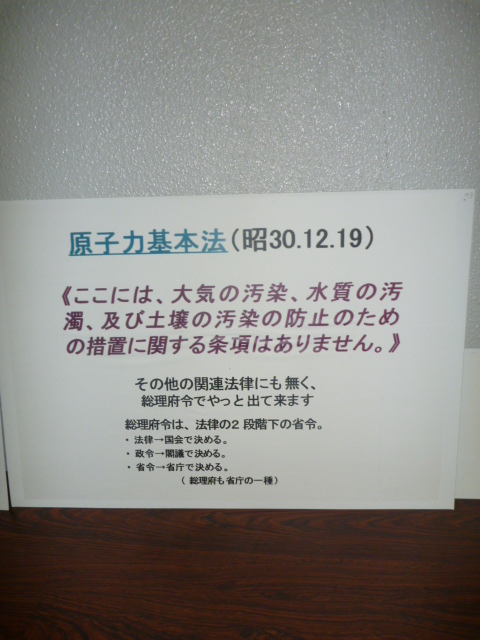 原子力基本法（昭30.12.19）
《ここには、大気の汚染、水質の汚
濁、及び土壌の汚染の防止のため
の措置に関する条項はありません。》
その他の関連法律にも無く、
総理府令でやっと出て来ます
総理府令は、法律の２段階下の省令。
・法律→国会で決める。
・政令→閣議で決める。
・省令→省庁で決める。
（総理府も省庁の一種）